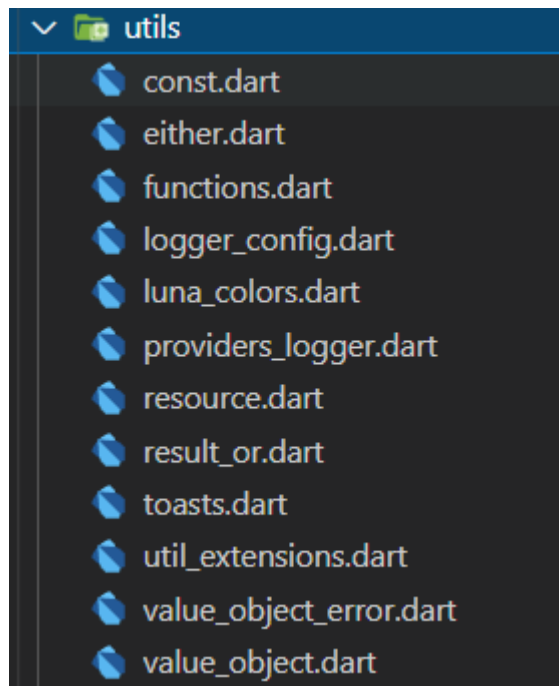 utils
const.dart
either.dart
functions.dart
logger_config.dart
luna_colors.dart
providers_logger.dart
resource.dart
result_or.dart
toasts.dart
util_extensions.dart
value_object_error.dart
value_object.dart